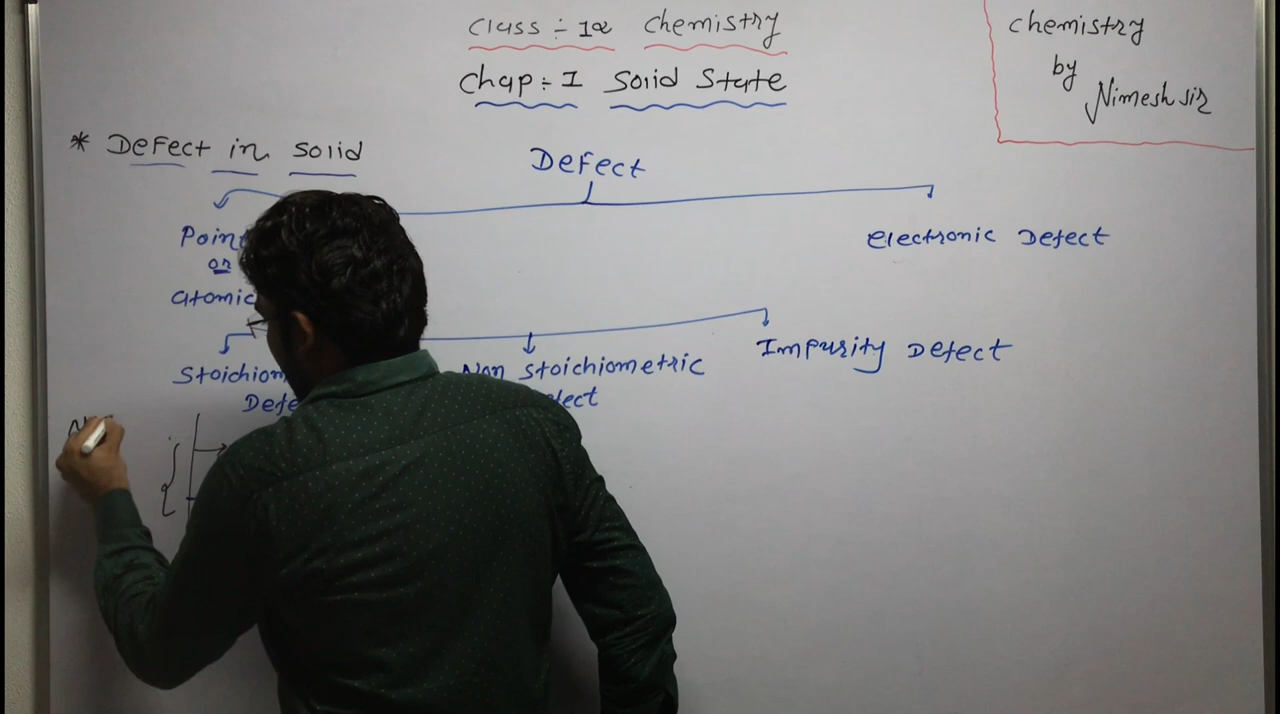 Class :- 12 Chemistry
Chap :- I Solid State
Chemistry
by
Nimesh sir
* Defect in solid
Defect
Electronic Defect
or
Impurity Defect
Non Stoichiometric